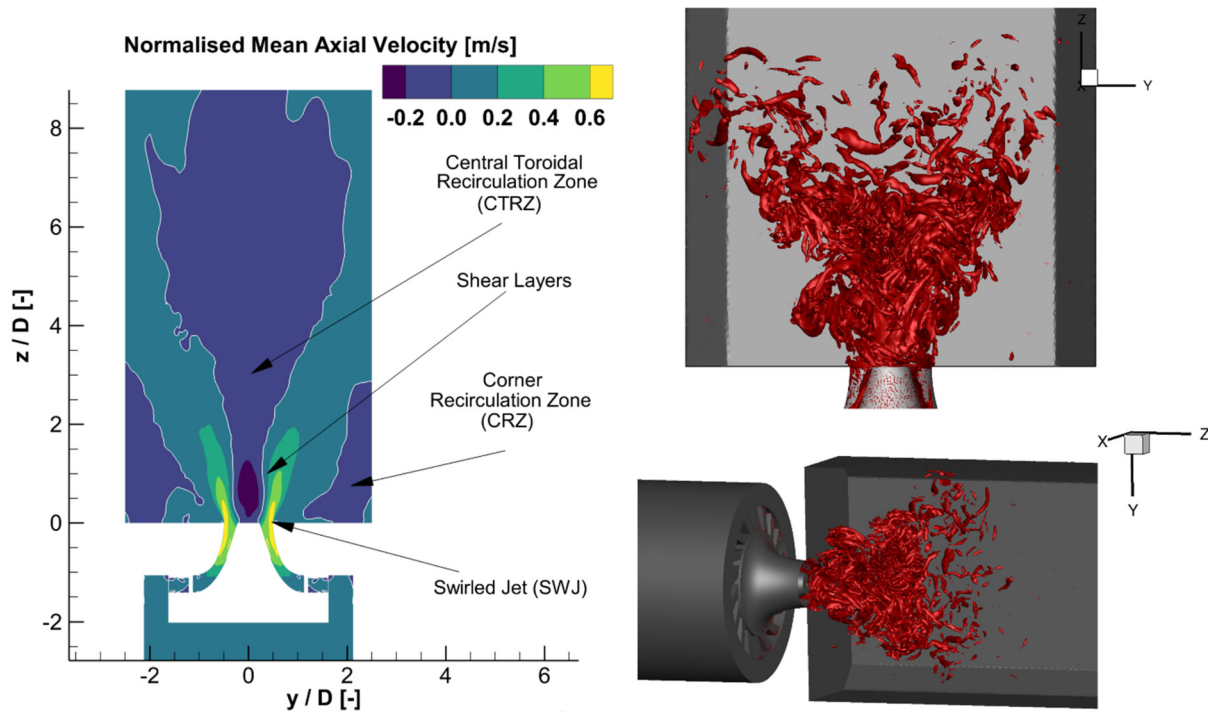 Normalised Mean Axial Velocity [m/s]
-0.2 0.0 0.2 0.4 0.6
8
6
4
2
0
-2
z / D [-]
Central Toroidal
Recirculation Zone
(CTRZ)
Shear Layers
Corner
Recirculation Zone
(CRZ)
Swirled Jet (SWJ)
-2 0 2 4 6
y / D [-]
Z
X
Y
X
Z
Y